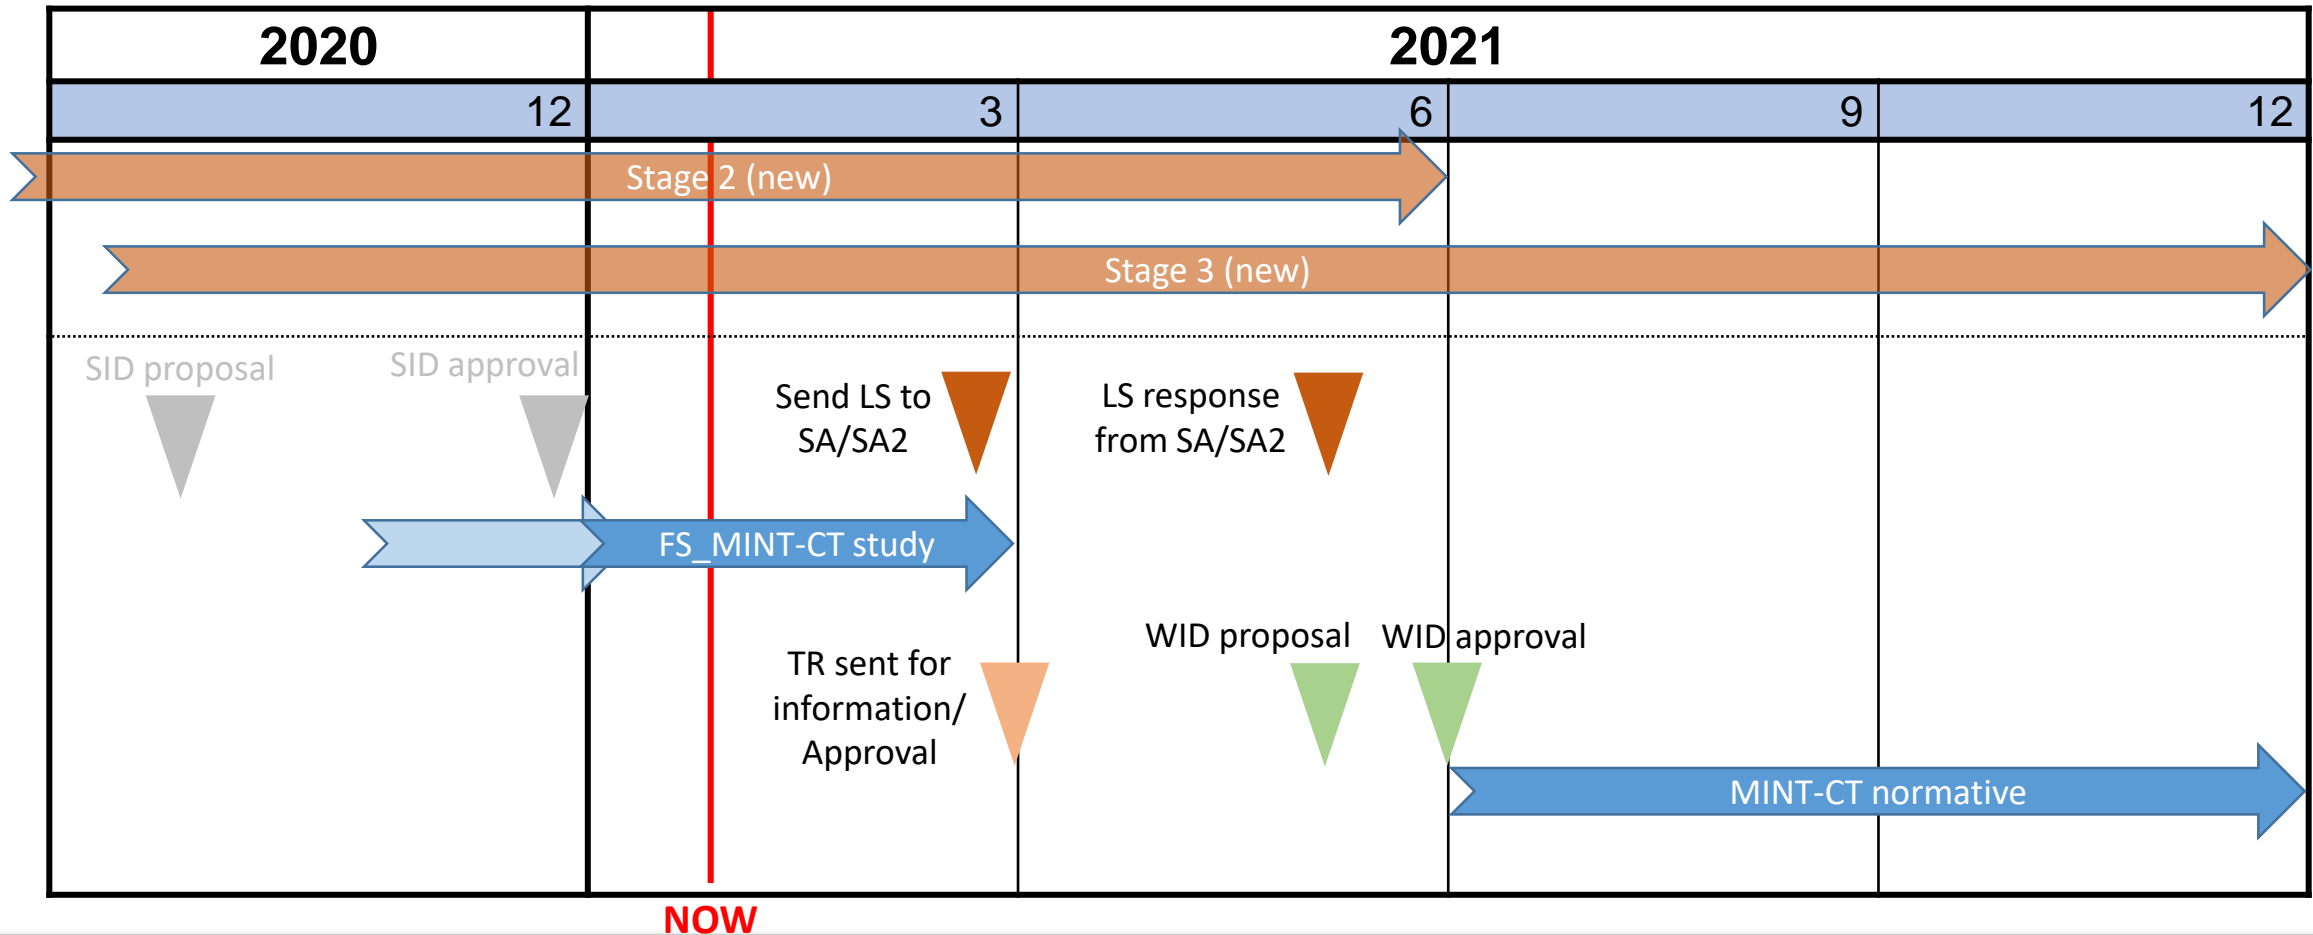 2020
2021
12
3
6
9
12
Stage 2 (new)
Stage 3 (new)
SID proposal
SID approval
Send LS to
SA/SA2
LS response
from SA/SA2
FS_MINT-CT study
TR sent for
information/
Approval
WID proposal
WID approval
MINT-CT normative
NOW